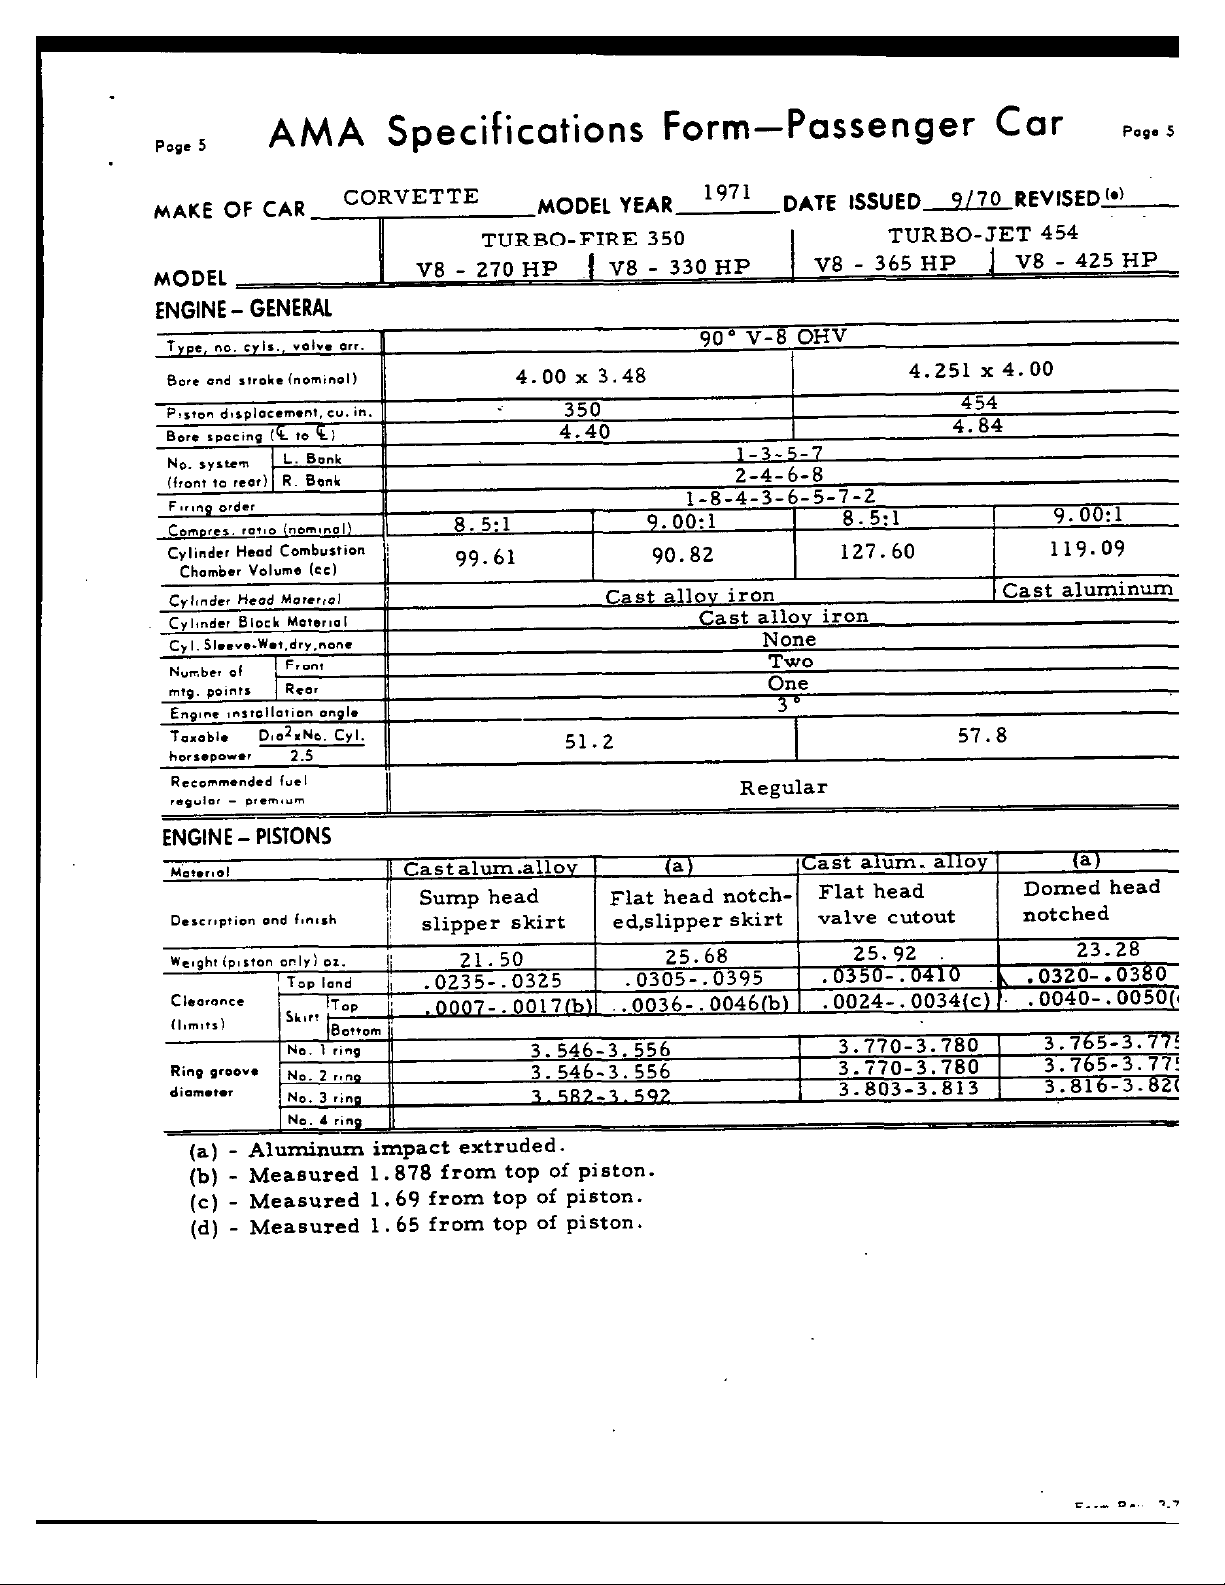 Page 5 AMA Specifications Form—Passenger Car Page 5
MAKE OF CAR CORVETTE MODEL YEAR 1971 DATE ISSUED 9/70 REVISED (•)
TURBO-FIRE 350 TURBO-JET 454
MODEL V8 - 270 HP V8 - 330 HP V8 - 365 HP V8 - 425 HP
ENGINE – GENERAL
Type, no. cyls., valve arr. 90° V-8 OHV
Bore and stroke (nominal) 4.00 x 3.48 4.251 x 4.00
Piston displacement, cu. in. 350 454
Bore spacing (℄ to ℄) 4.40 4.84
No. system (front to rear) L. Bank 1-3-5-7
R. Bank 2-4-6-8
Firing order 1-8-4-3-6-5-7-2
Compres. ratio (nominal) 8.5:1 9.00:1 8.5:1 9.00:1
Cylinder Head Combustion
Chamber Volume (cc) 99.61 90.82 127.60 119.09
Cylinder Head Material Cast alloy iron Cast aluminum
Cylinder Block Material Cast alloy iron
Cyl. Sleeve-Wet,dry,none None
Number of mtg. points Front Two
Rear One
Engine installation angle 3°
Taxable horsepower Dia²xNo. Cyl. 51.2 57.8
2.5
Recommended fuel
regular – premium Regular
ENGINE – PISTONS
Material Cast alum. alloy (a) Cast alum. alloy (a)
Description and finish Sump head Flat head notch- Flat head Domed head
slipper skirt ed,slipper skirt valve cutout notched
Weight (piston only) oz. 21.50 25.68 25.92 23.28
Clearance (limits) Top land .0235-.0325 .0305-.0395 .0350-.0410 .0320-.0380
Skirt Top .0007-.0017(b) .0036-.0046(b) .0024-.0034(c) .0040-.0050(
Bottom
Ring groove diameter No. 1 ring 3.546-3.556 3.770-3.780 3.765-3.775
No. 2 ring 3.546-3.556 3.770-3.780 3.765-3.775
No. 3 ring 3.582-3.592 3.803-3.813 3.816-3.82
No. 4 ring
(a) - Aluminum impact extruded.
(b) - Measured 1.878 from top of piston.
(c) - Measured 1.69 from top of piston.
(d) - Measured 1.65 from top of piston.